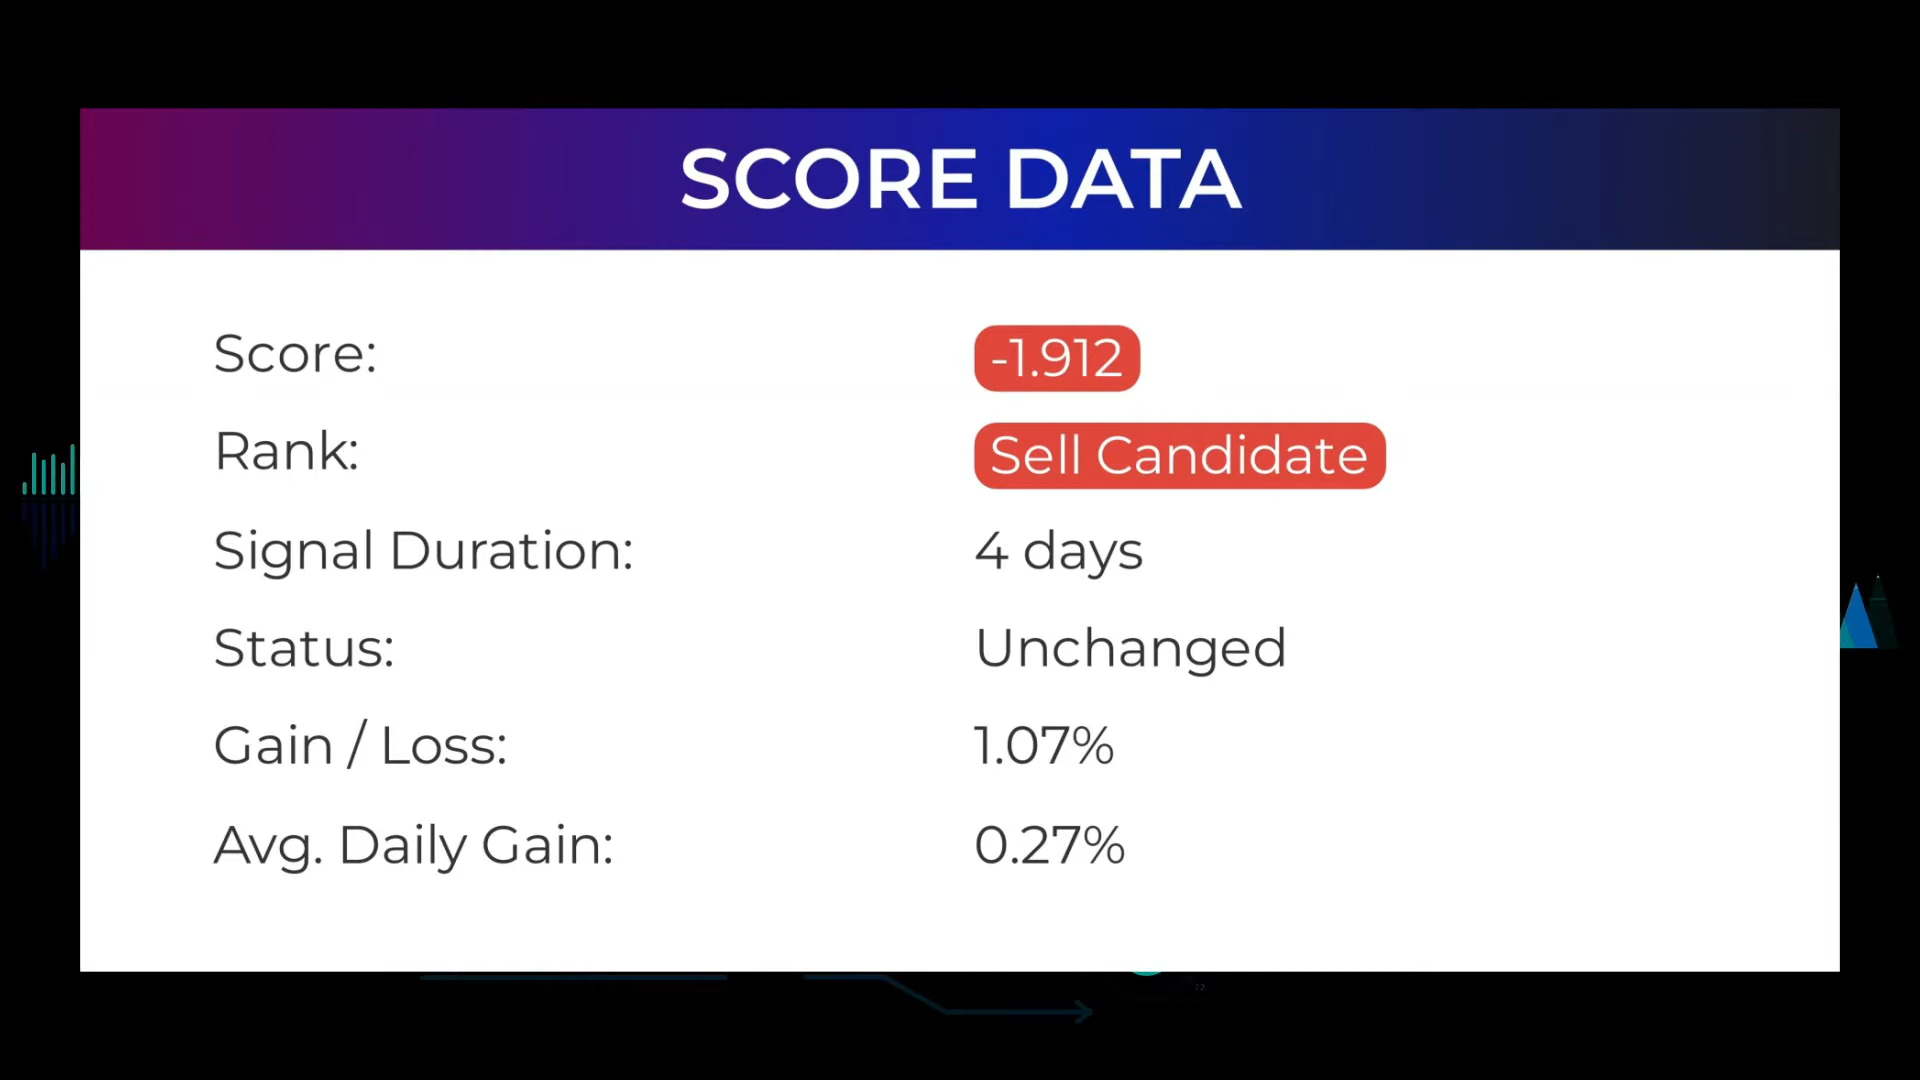 SCORE DATA
Score: -1.912
Rank: Sell Candidate
Signal Duration: 4 days
Status: Unchanged
Gain / Loss: 1.07%
Avg. Daily Gain: 0.27%